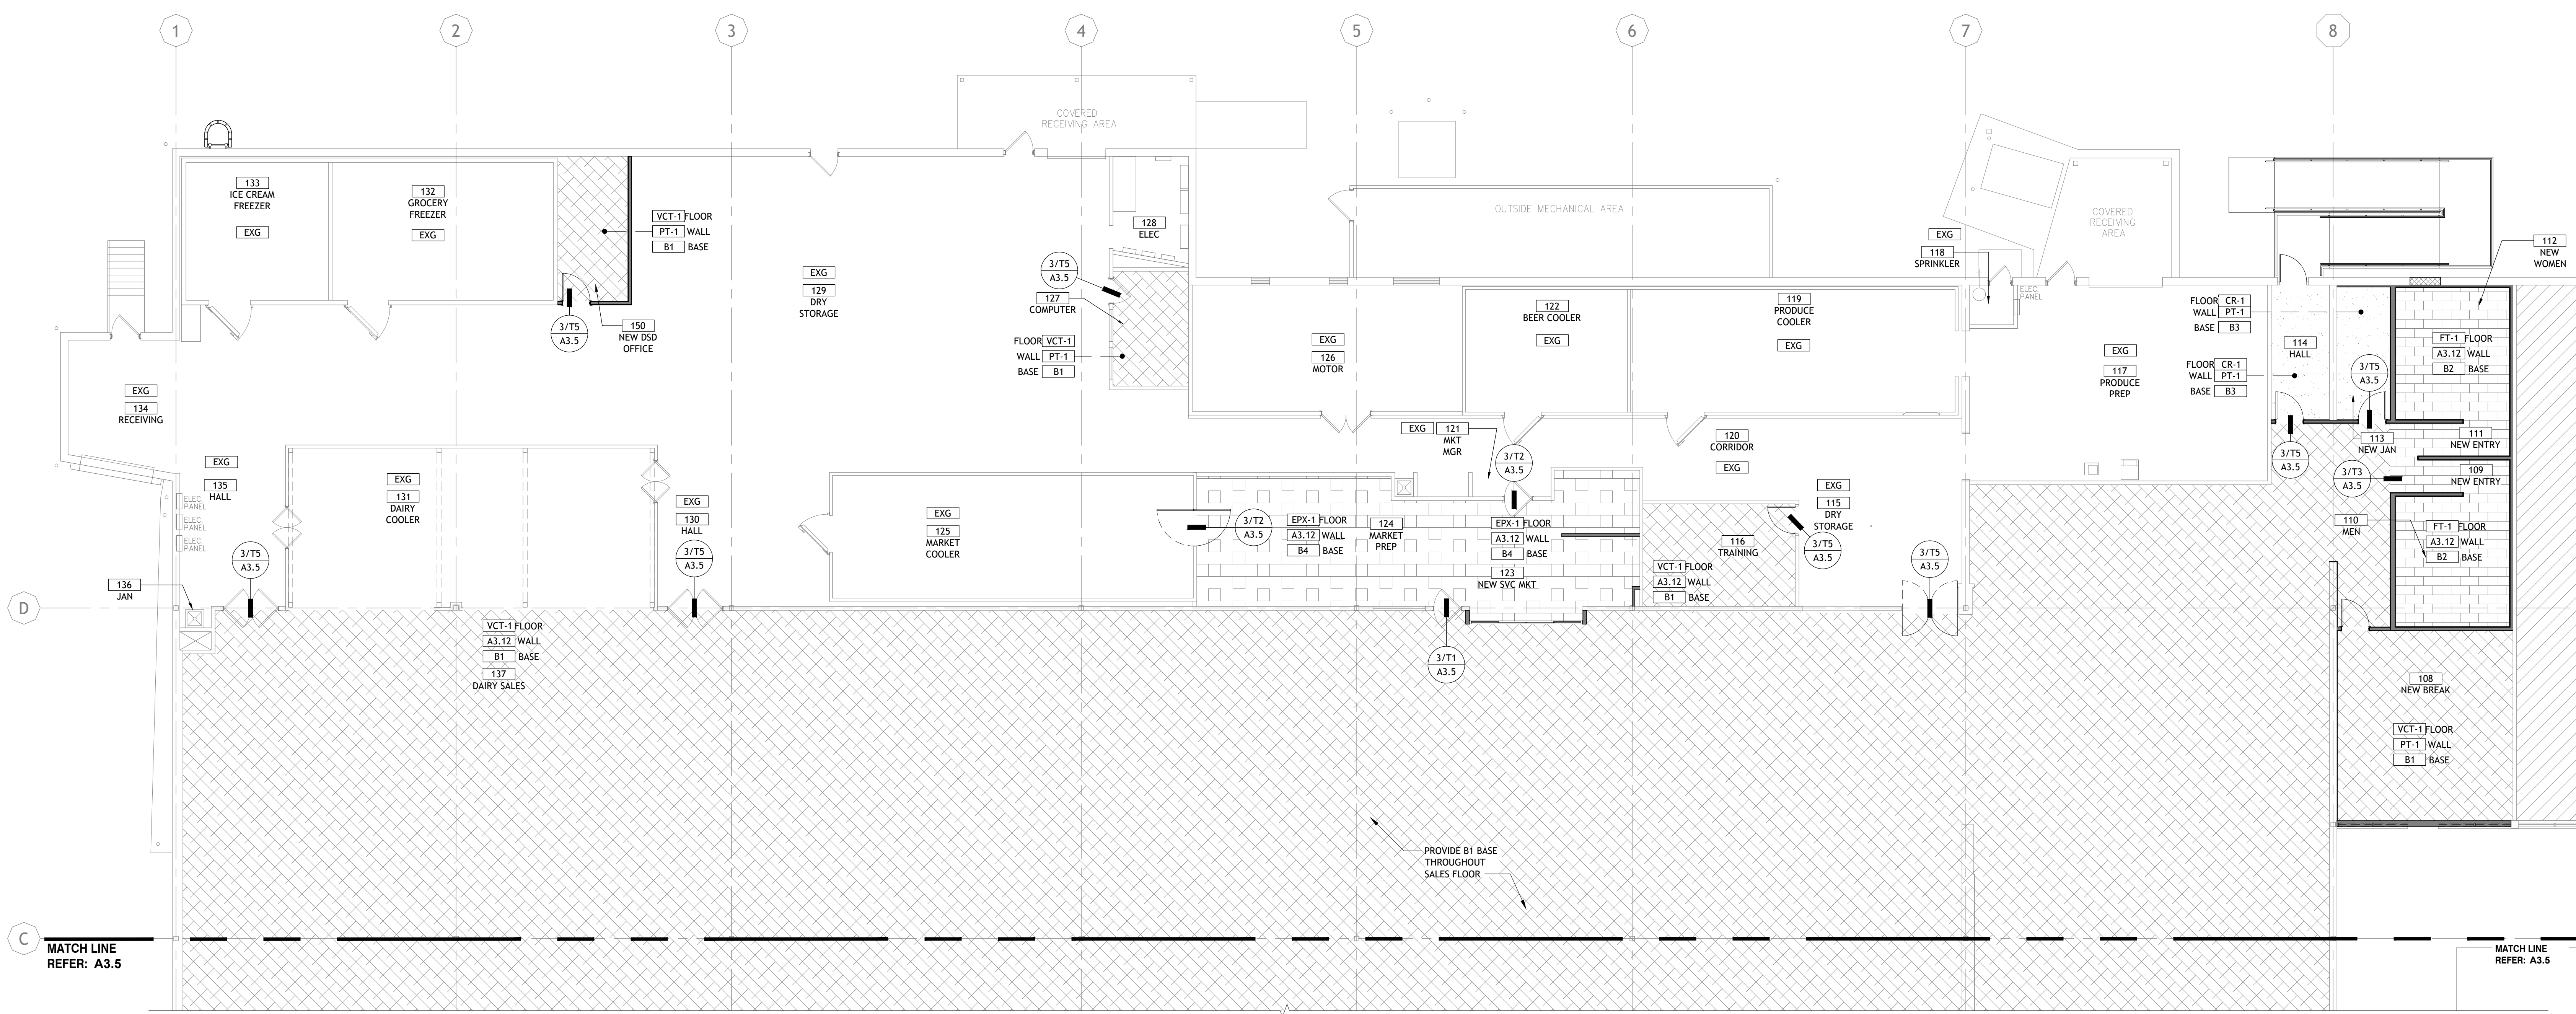 1
2
3
4
5
6
7
8
COVERED
RECEIVING AREA
133
ICE CREAM
FREEZER
EXG
132
GROCERY
FREEZER
EXG
VCT-1 FLOOR
PT-1 WALL
B1 BASE
3/T5
A3.5
150
NEW DSD
OFFICE
EXG
129
DRY
STORAGE
128
ELEC
3/T5
A3.5
127
COMPUTER
FLOOR VCT-1
WALL PT-1
BASE B1
OUTSIDE MECHANICAL AREA
EXG
126
MOTOR
122
BEER COOLER
EXG
119
PRODUCE
COOLER
EXG
EXG
118
SPRINKLER
ELEC.
PANEL
COVERED
RECEIVING
AREA
EXG
117
PRODUCE
PREP
FLOOR CR-1
WALL PT-1
BASE B3
FLOOR CR-1
WALL PT-1
BASE B3
114
HALL
3/T5
A3.5
112
NEW
WOMEN
FT-1 FLOOR
A3.12 WALL
B2 BASE
EXG
134
RECEIVING
EXG
135
HALL
ELEC.
PANEL
ELEC.
PANEL
ELEC.
PANEL
EXG
131
DAIRY
COOLER
EXG
130
HALL
3/T5
A3.5
3/T5
A3.5
136
JAN
EXG
125
MARKET
COOLER
3/T2
A3.5
EPX-1 FLOOR
A3.12 WALL
B4 BASE
124
MARKET
PREP
EXG 121
MKT
MGR
3/T2
A3.5
EPX-1 FLOOR
A3.12 WALL
B4 BASE
123
NEW SVC MKT
120
CORRIDOR
EXG
EXG
115
DRY
STORAGE
116
TRAINING
3/T5
A3.5
VCT-1 FLOOR
A3.12 WALL
B1 BASE
3/T5
A3.5
3/T5
A3.5
113
NEW JAN
111
NEW ENTRY
3/T3
A3.5
109
NEW ENTRY
110
MEN
FT-1 FLOOR
A3.12 WALL
B2 BASE
D
VCT-1 FLOOR
A3.12 WALL
B1 BASE
137
DAIRY SALES
3/T1
A3.5
108
NEW BREAK
VCT-1 FLOOR
PT-1 WALL
B1 BASE
PROVIDE B1 BASE
THROUGHOUT
SALES FLOOR
C
MATCH LINE
REFER: A3.5
MATCH LINE
REFER: A3.5